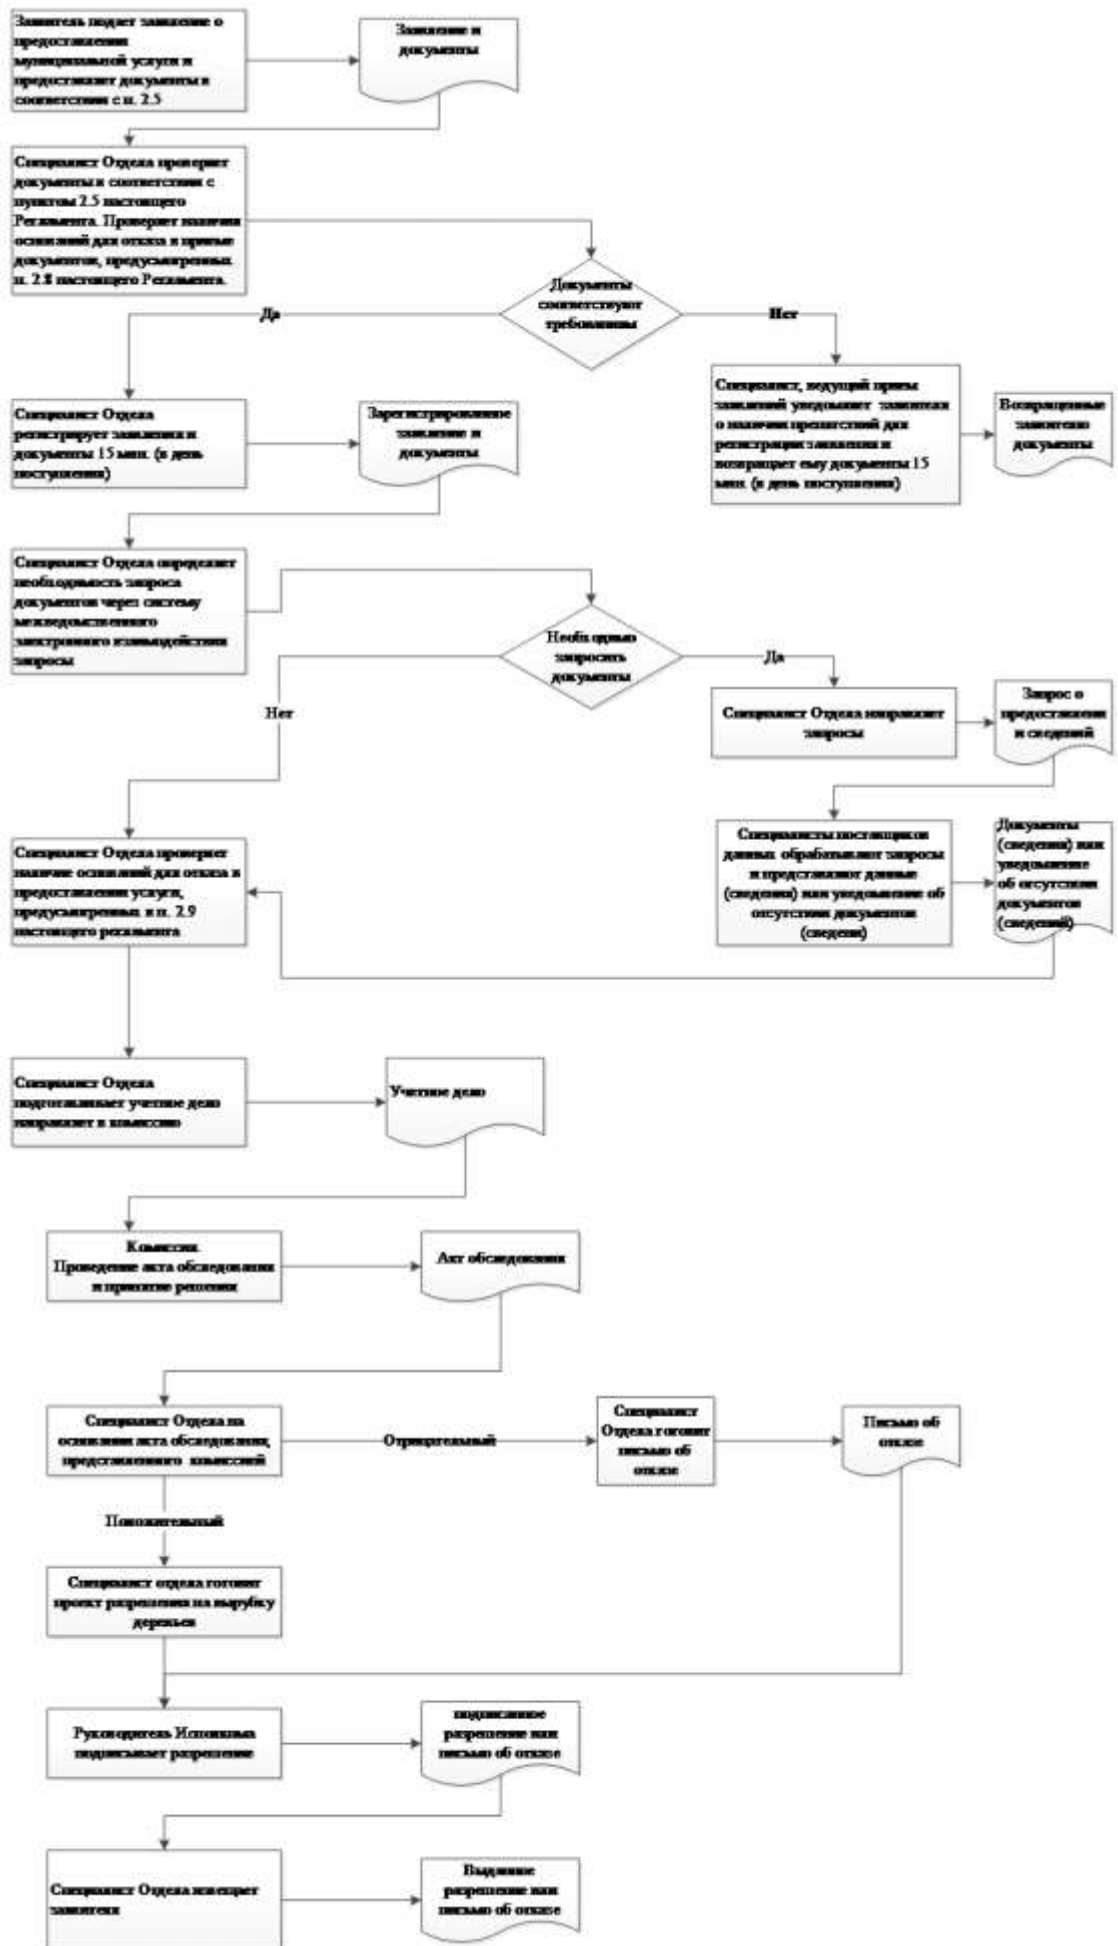 Заявитель подает заявление о
предоставлении
муниципальной услуги и
предоставляет документы в
соответствии с п. 2.5
Заявление и
документы
Специалист Отдела проверяет
документы в соответствии с
пунктом 2.5 настоящего
Регламента. Проверяет наличия
оснований для отказа в приеме
документов, предусмотренных
п. 2.8 настоящего Регламента.
Документы
соответствуют
требованиям
Да
Нет
Специалист Отдела
регистрирует заявления и
документы 15 мин. (в день
поступления)
Зарегистрированное
заявление и
документы
Специалист, ведущий прием
заявлений уведомляет заявителя
о наличии препятствий для
регистрации заявления и
возвращает ему документы 15
мин. (в день поступления)
Возвращенные
заявителю
документы
Специалист Отдела определяет
необходимость запроса
документов через систему
межведомственного
электронного взаимодействия
запросы
Необходимо
запросить
документы
Да
Нет
Специалист Отдела направляет
запросы
Запрос о
предоставлени
и сведений
Специалисты поставщиков
данных обрабатывают запросы
и представляют данные
(сведения) или уведомление об
отсутствии документов
(сведени)
Документы
(сведения) или
уведомление
об отсутствии
документов
(сведений)
Специалист Отдела проверяет
наличие оснований для отказа в
предоставлении услуги,
предусмотренных в п. 2.9
настоящего регламента
Специалист Отдела
подготавливает учетное дело
направляет в комиссию
Учетное дело
Комиссия.
Проведение акта обследования
и принятие решения
Акт обследования
Специалист Отдела на
основании акта обследования,
представленного комиссией
Отрицательный
Специалист
Отдела готовит
письмо об
отказе
Письмо об
отказе
Положительный
Специалист отдела готовит
проект разрешения на вырубку
деревьев
Руководитель Исполкома
подписывает разрешение
подписанное
разрешение или
письмо об отказе
Специалист Отдела извещает
заявителя
Выданное
разрешение или
письмо об отказе